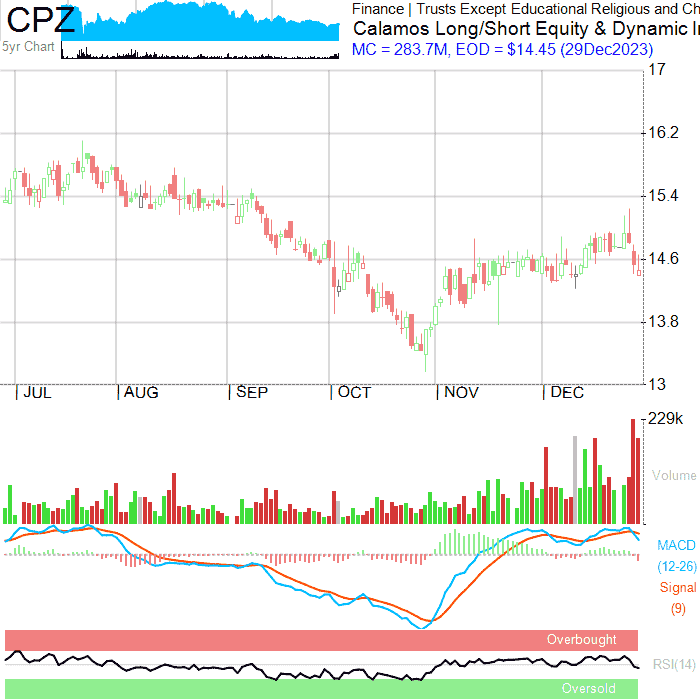 CPZ
5yr Chart
Finance | Trusts Except Educational Religious and Ch
Calamos Long/Short Equity & Dynamic I
MC = 283.7M, EOD = $14.45 (29Dec2023)
17
16.2
15.4
14.6
13.8
13
| JUL | AUG | SEP | OCT | NOV | DEC
229k
Volume
MACD
(12-26)
Signal
(9)
Overbought
RSI(14)
Oversold